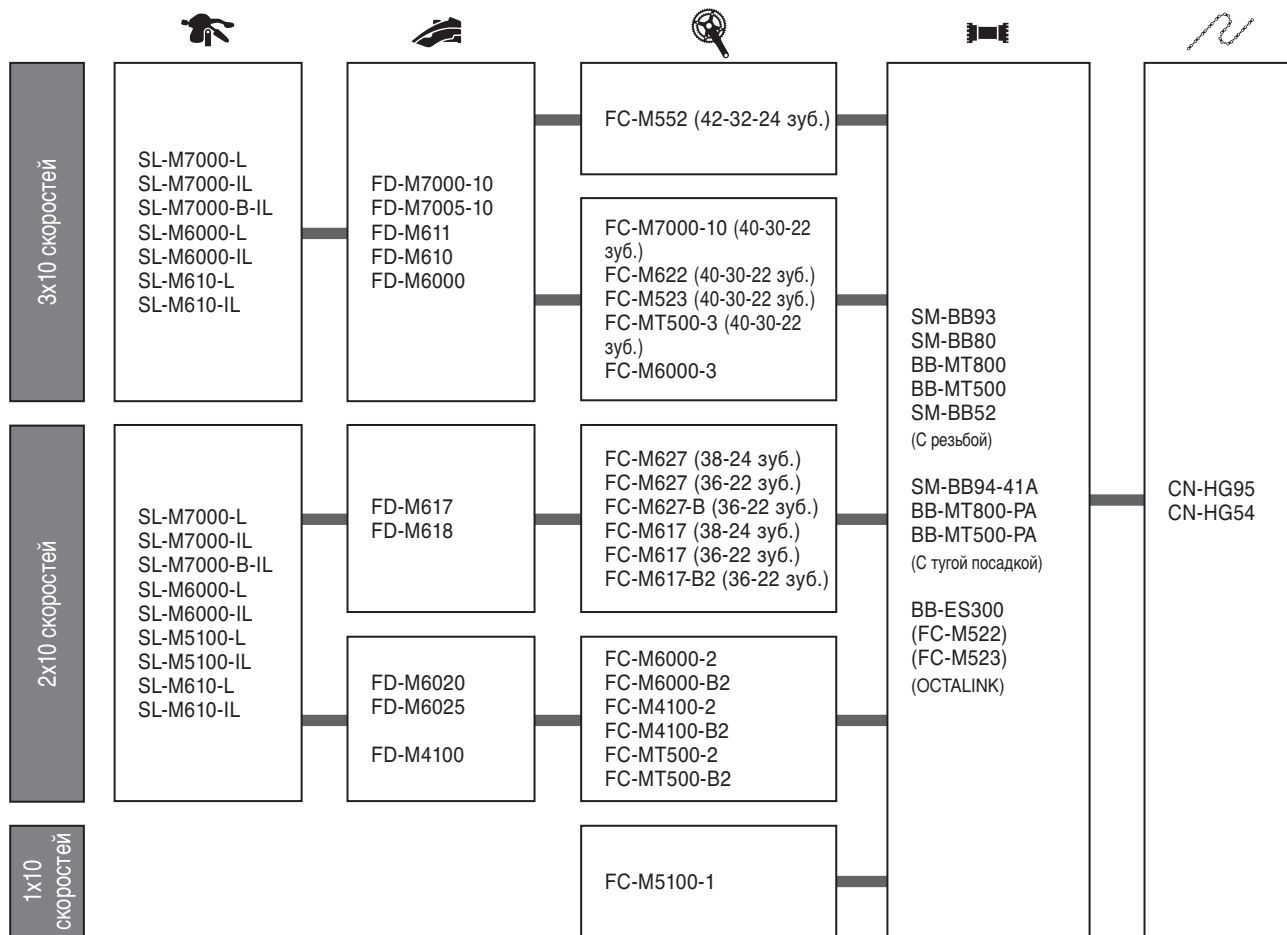 3x10 скоростей
SL-M7000-L
SL-M7000-IL
SL-M7000-B-IL
SL-M6000-L
SL-M6000-IL
SL-M610-L
SL-M610-IL
FD-M7000-10
FD-M7005-10
FD-M611
FD-M610
FD-M6000
FC-M552 (42-32-24 зуб.)
FC-M7000-10 (40-30-22
зуб.)
FC-M622 (40-30-22 зуб.)
FC-M523 (40-30-22 зуб.)
FC-MT500-3 (40-30-22
зуб.)
FC-M6000-3
2x10 скоростей
SL-M7000-L
SL-M7000-IL
SL-M7000-B-IL
SL-M6000-L
SL-M6000-IL
SL-M5100-L
SL-M5100-IL
SL-M610-L
SL-M610-IL
FD-M617
FD-M618
FC-M627 (38-24 зуб.)
FC-M627 (36-22 зуб.)
FC-M627-B (36-22 зуб.)
FC-M617 (38-24 зуб.)
FC-M617 (36-22 зуб.)
FC-M617-B2 (36-22 зуб.)
FD-M6020
FD-M6025
FD-M4100
FC-M6000-2
FC-M6000-B2
FC-M4100-2
FC-M4100-B2
FC-MT500-2
FC-MT500-B2
1x10
скоростей
FC-M5100-1
SM-BB93
SM-BB80
BB-MT800
BB-MT500
SM-BB52
(С резьбой)
SM-BB94-41A
BB-MT800-PA
BB-MT500-PA
(С тугой посадкой)
BB-ES300
(FC-M522)
(FC-M523)
(OCTALINK)
CN-HG95
CN-HG54